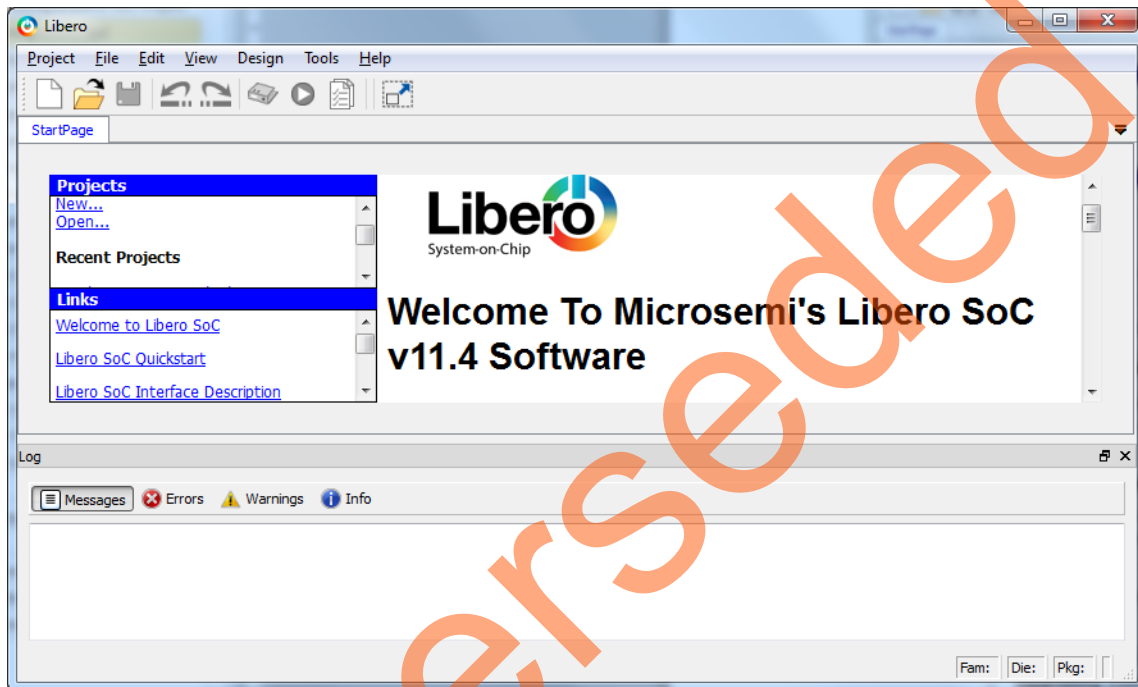 Libero
Project File Edit View Design Tools Help
StartPage
Projects
New...
Open...
Recent Projects
Links
Welcome to Libero SoC
Libero SoC Quickstart
Libero SoC Interface Description
Libero
System-on-Chip
Welcome To Microsemi's Libero SoC
v11.4 Software
Log
Messages Errors Warnings Info
Fam: Die: Pkg:
erseded